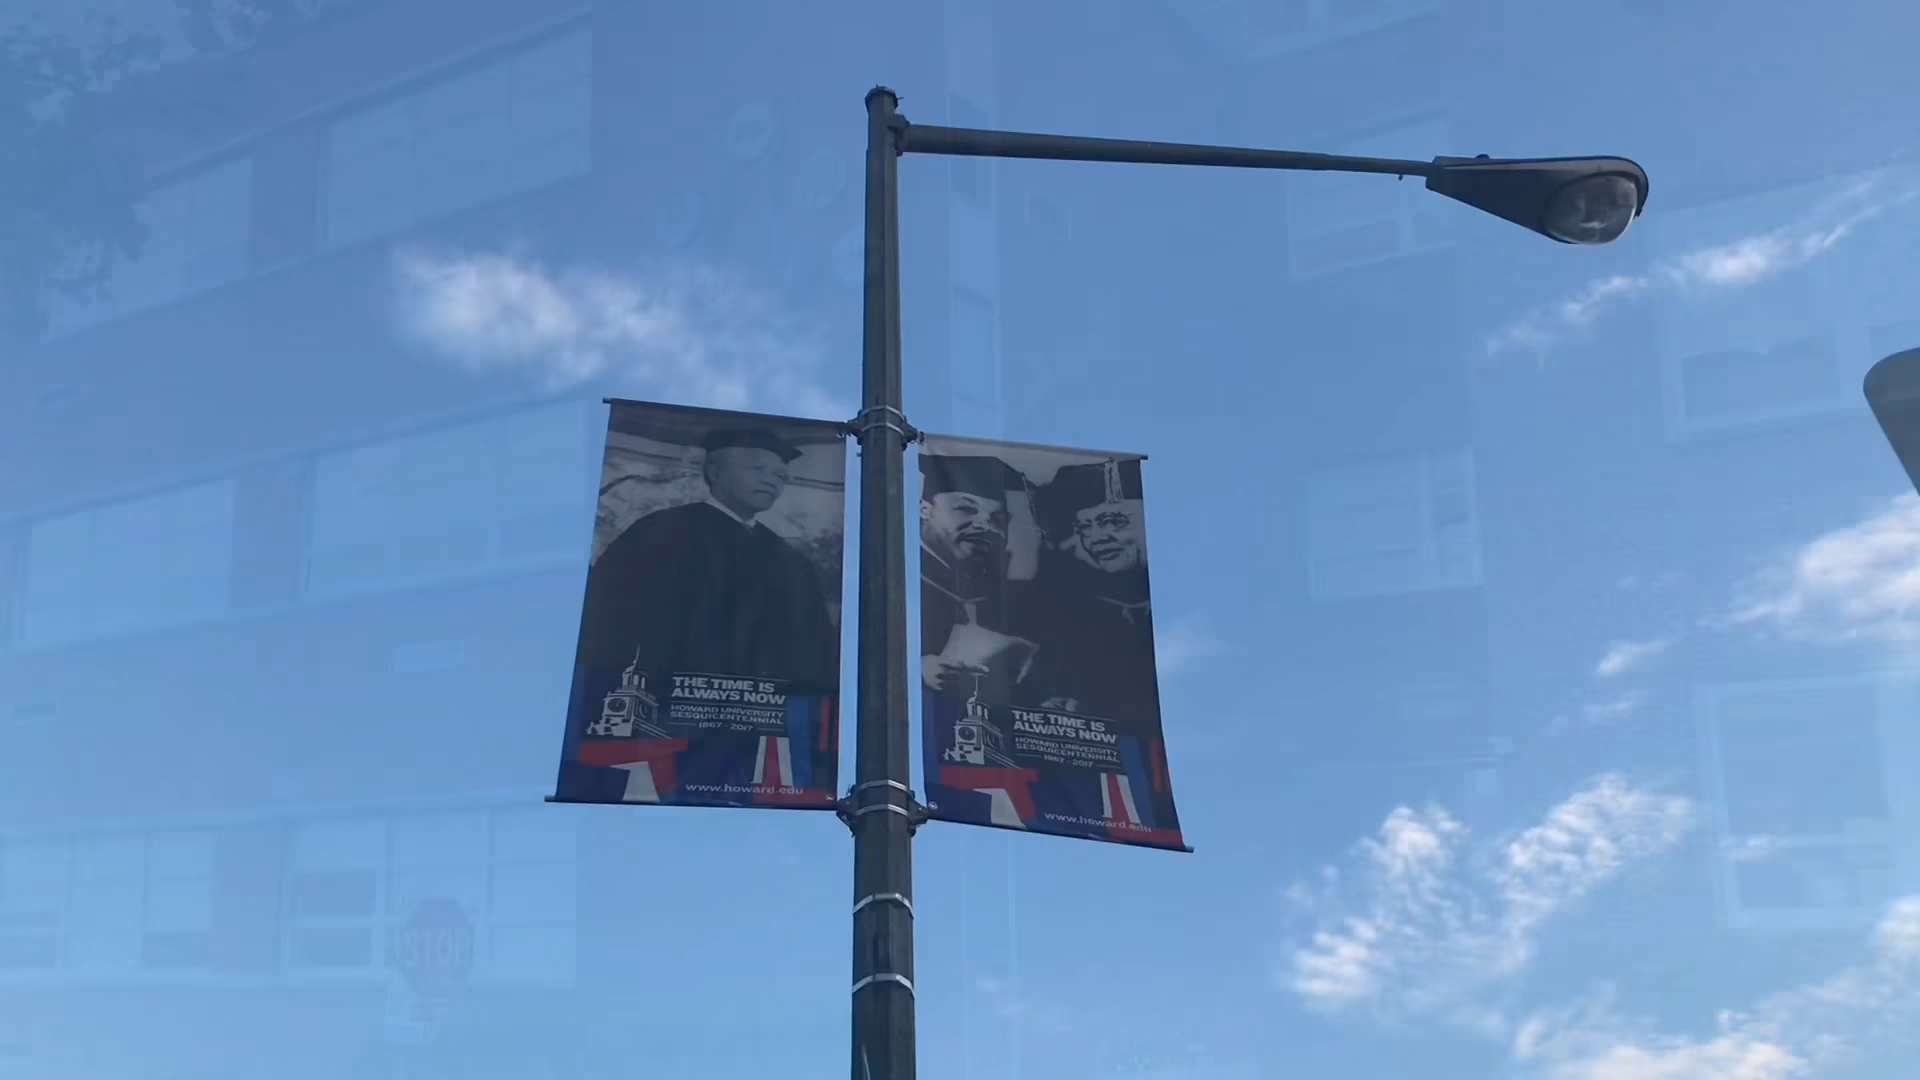 THE TIME IS
ALWAYS NOW
HOWARD UNIVERSITY
SESQUICENTENNIAL
1867 - 2017
www.howard.edu
THE TIME IS
ALWAYS NOW
HOWARD UNIVERSITY
SESQUICENTENNIAL
1867 - 2017
www.howard.edu
STOP